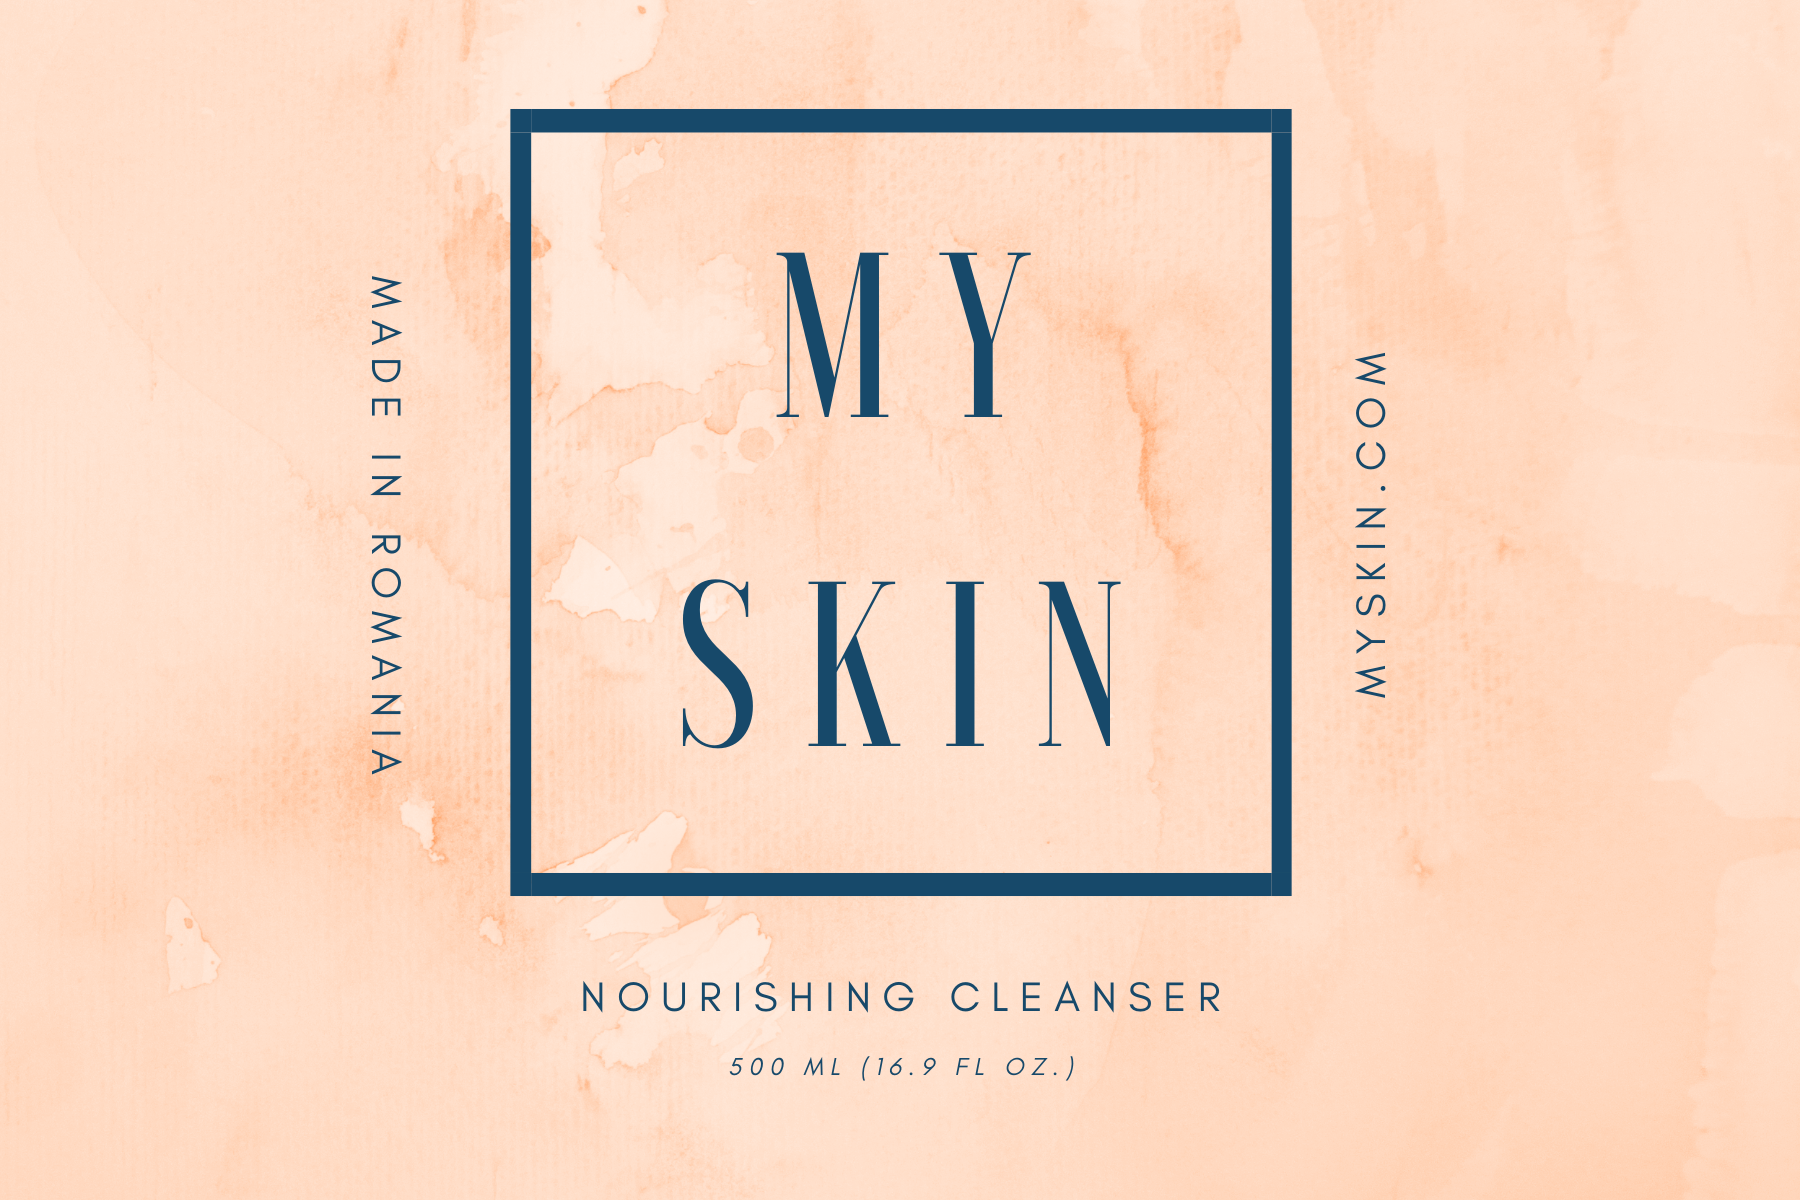 MY
SKIN
MADE IN ROMANIA
MYSKIN.COM
NOURISHING CLEANSER
500 ML (16.9 FL OZ.)